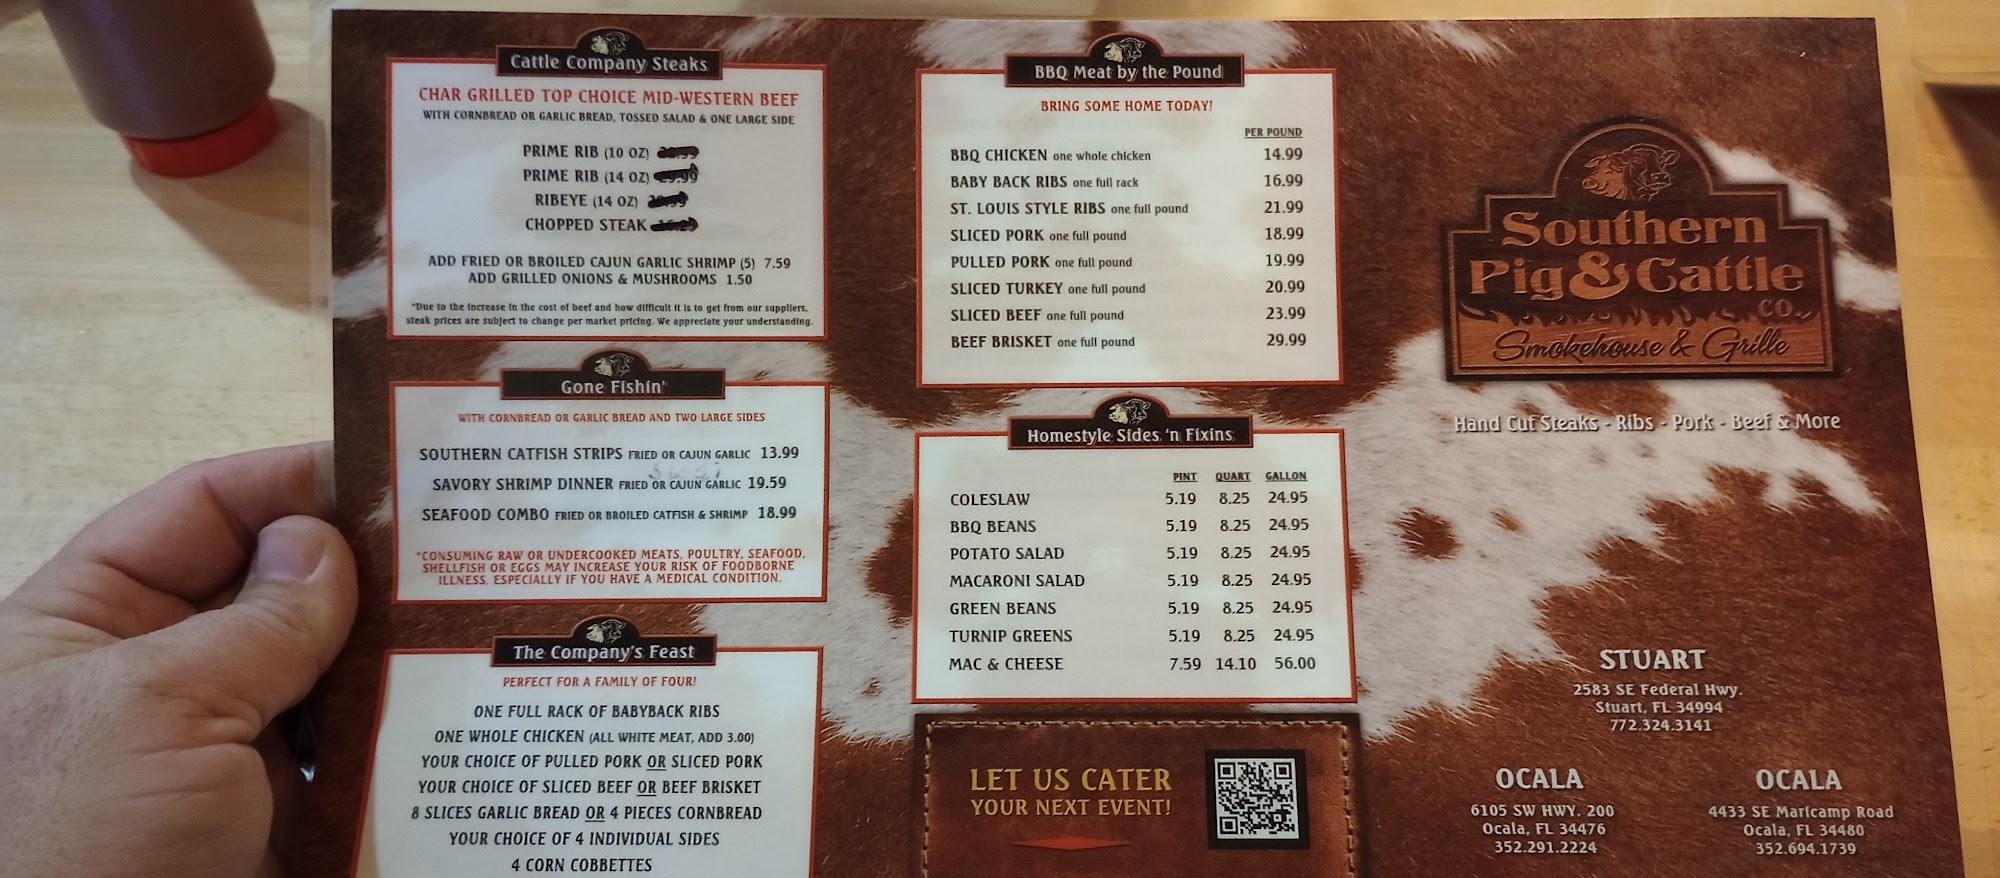 Cattle Company Steaks
CHAR GRILLED TOP CHOICE MID-WESTERN BEEF
WITH CORNBREAD OR GARLIC BREAD, TOSSED SALAD & ONE LARGE SIDE
PRIME RIB (10 OZ)
PRIME RIB (14 OZ)
RIBEYE (14 OZ)
CHOPPED STEAK
ADD FRIED OR BROILED CAJUN GARLIC SHRIMP (5) 7.59
ADD GRILLED ONIONS & MUSHROOMS 1.50
*Due to the increase in the cost of beef and how difficult it is to get from our suppliers,
steak prices are subject to change per market pricing. We appreciate your understanding.
Gone Fishin'
WITH CORNBREAD OR GARLIC BREAD AND TWO LARGE SIDES
SOUTHERN CATFISH STRIPS FRIED OR CAJUN GARLIC 13.99
SAVORY SHRIMP DINNER FRIED OR CAJUN GARLIC 19.59
SEAFOOD COMBO FRIED OR BROILED CATFISH & SHRIMP 18.99
*CONSUMING RAW OR UNDERCOOKED MEATS, POULTRY, SEAFOOD,
SHELLFISH OR EGGS MAY INCREASE YOUR RISK OF FOODBORNE
ILLNESS, ESPECIALLY IF YOU HAVE A MEDICAL CONDITION.
The Company's Feast
PERFECT FOR A FAMILY OF FOUR!
ONE FULL RACK OF BABYBACK RIBS
ONE WHOLE CHICKEN (ALL WHITE MEAT, ADD 3.00)
YOUR CHOICE OF PULLED PORK OR SLICED PORK
YOUR CHOICE OF SLICED BEEF OR BEEF BRISKET
8 SLICES GARLIC BREAD OR 4 PIECES CORNBREAD
YOUR CHOICE OF 4 INDIVIDUAL SIDES
4 CORN COBBETTES
BBQ Meat by the Pound
BRING SOME HOME TODAY!
PER POUND
BBQ CHICKEN one whole chicken 14.99
BABY BACK RIBS one full rack 16.99
ST. LOUIS STYLE RIBS one full pound 21.99
SLICED PORK one full pound 18.99
PULLED PORK one full pound 19.99
SLICED TURKEY one full pound 20.99
SLICED BEEF one full pound 23.99
BEEF BRISKET one full pound 29.99
Homestyle Sides 'n Fixins
PINT QUART GALLON
COLESLAW 5.19 8.25 24.95
BBQ BEANS 5.19 8.25 24.95
POTATO SALAD 5.19 8.25 24.95
MACARONI SALAD 5.19 8.25 24.95
GREEN BEANS 5.19 8.25 24.95
TURNIP GREENS 5.19 8.25 24.95
MAC & CHEESE 7.59 14.10 56.00
LET US CATER
YOUR NEXT EVENT!
Southern
Pig & Cattle
CO.
Smokehouse & Grille
Hand Cut Steaks - Ribs - Pork - Beef & More
STUART
2583 SE Federal Hwy.
Stuart, FL 34994
772.324.3141
OCALA
6105 SW HWY. 200
Ocala, FL 34476
352.291.2224
OCALA
4433 SE Maricamp Road
Ocala, FL 34480
352.694.1739